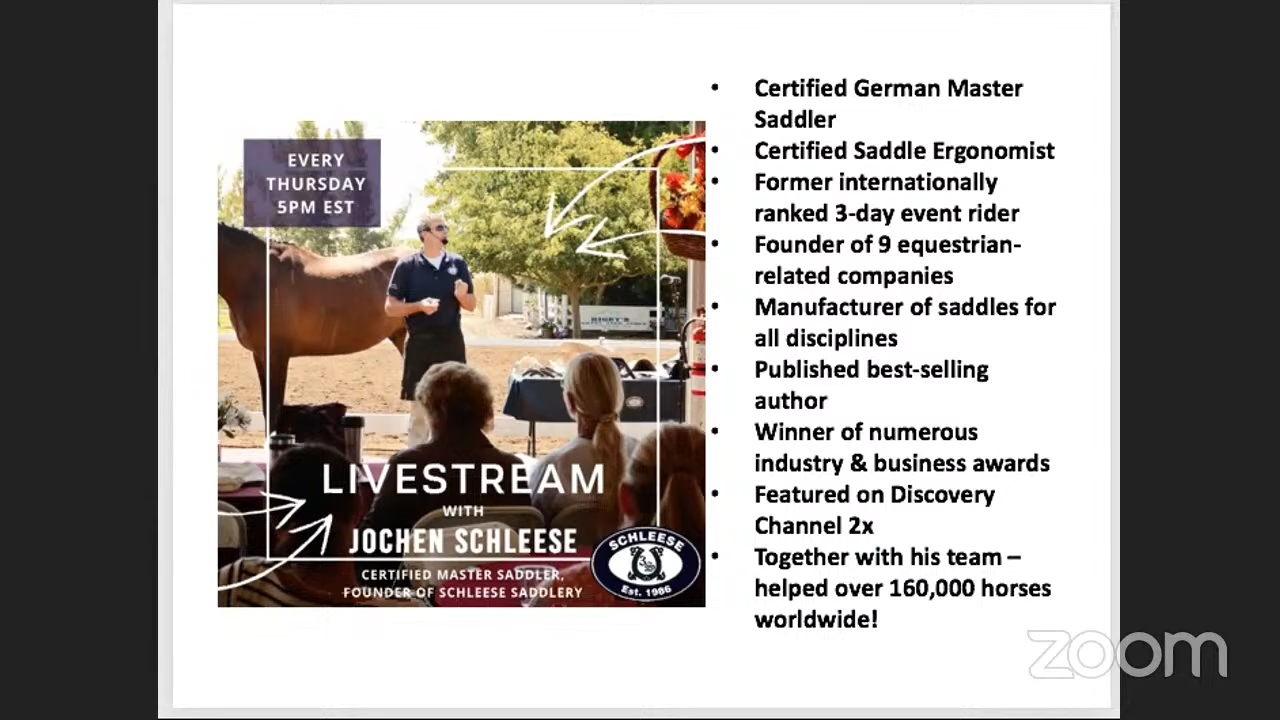 EVERY
THURSDAY
5PM EST
LIVESTREAM
WITH
JOCHEN SCHLEESE
CERTIFIED MASTER SADDLER,
FOUNDER OF SCHLEESE SADDLERY
SCHLEESE
Est. 1986
• Certified German Master
Saddler
• Certified Saddle Ergonomist
• Former internationally
ranked 3-day event rider
• Founder of 9 equestrian-
related companies
• Manufacturer of saddles for
all disciplines
• Published best-selling
author
• Winner of numerous
industry & business awards
• Featured on Discovery
Channel 2x
• Together with his team –
helped over 160,000 horses
worldwide!
zoom